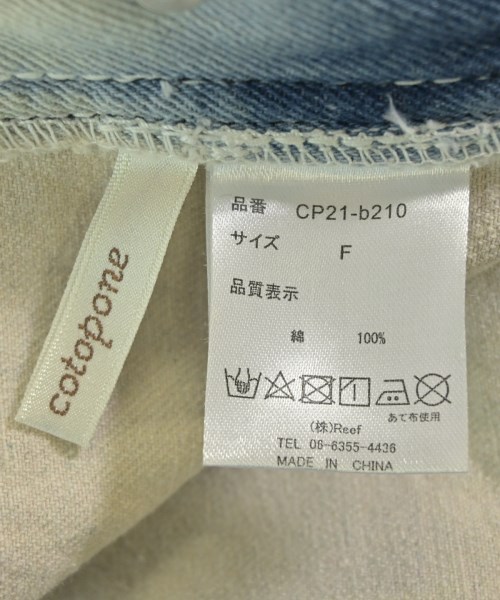 cotopone
品番 CP21-b210
サイズ F
品質表示
綿 100%
あて布使用
(株)Reef
TEL 06-6355-4436
MADE IN CHINA